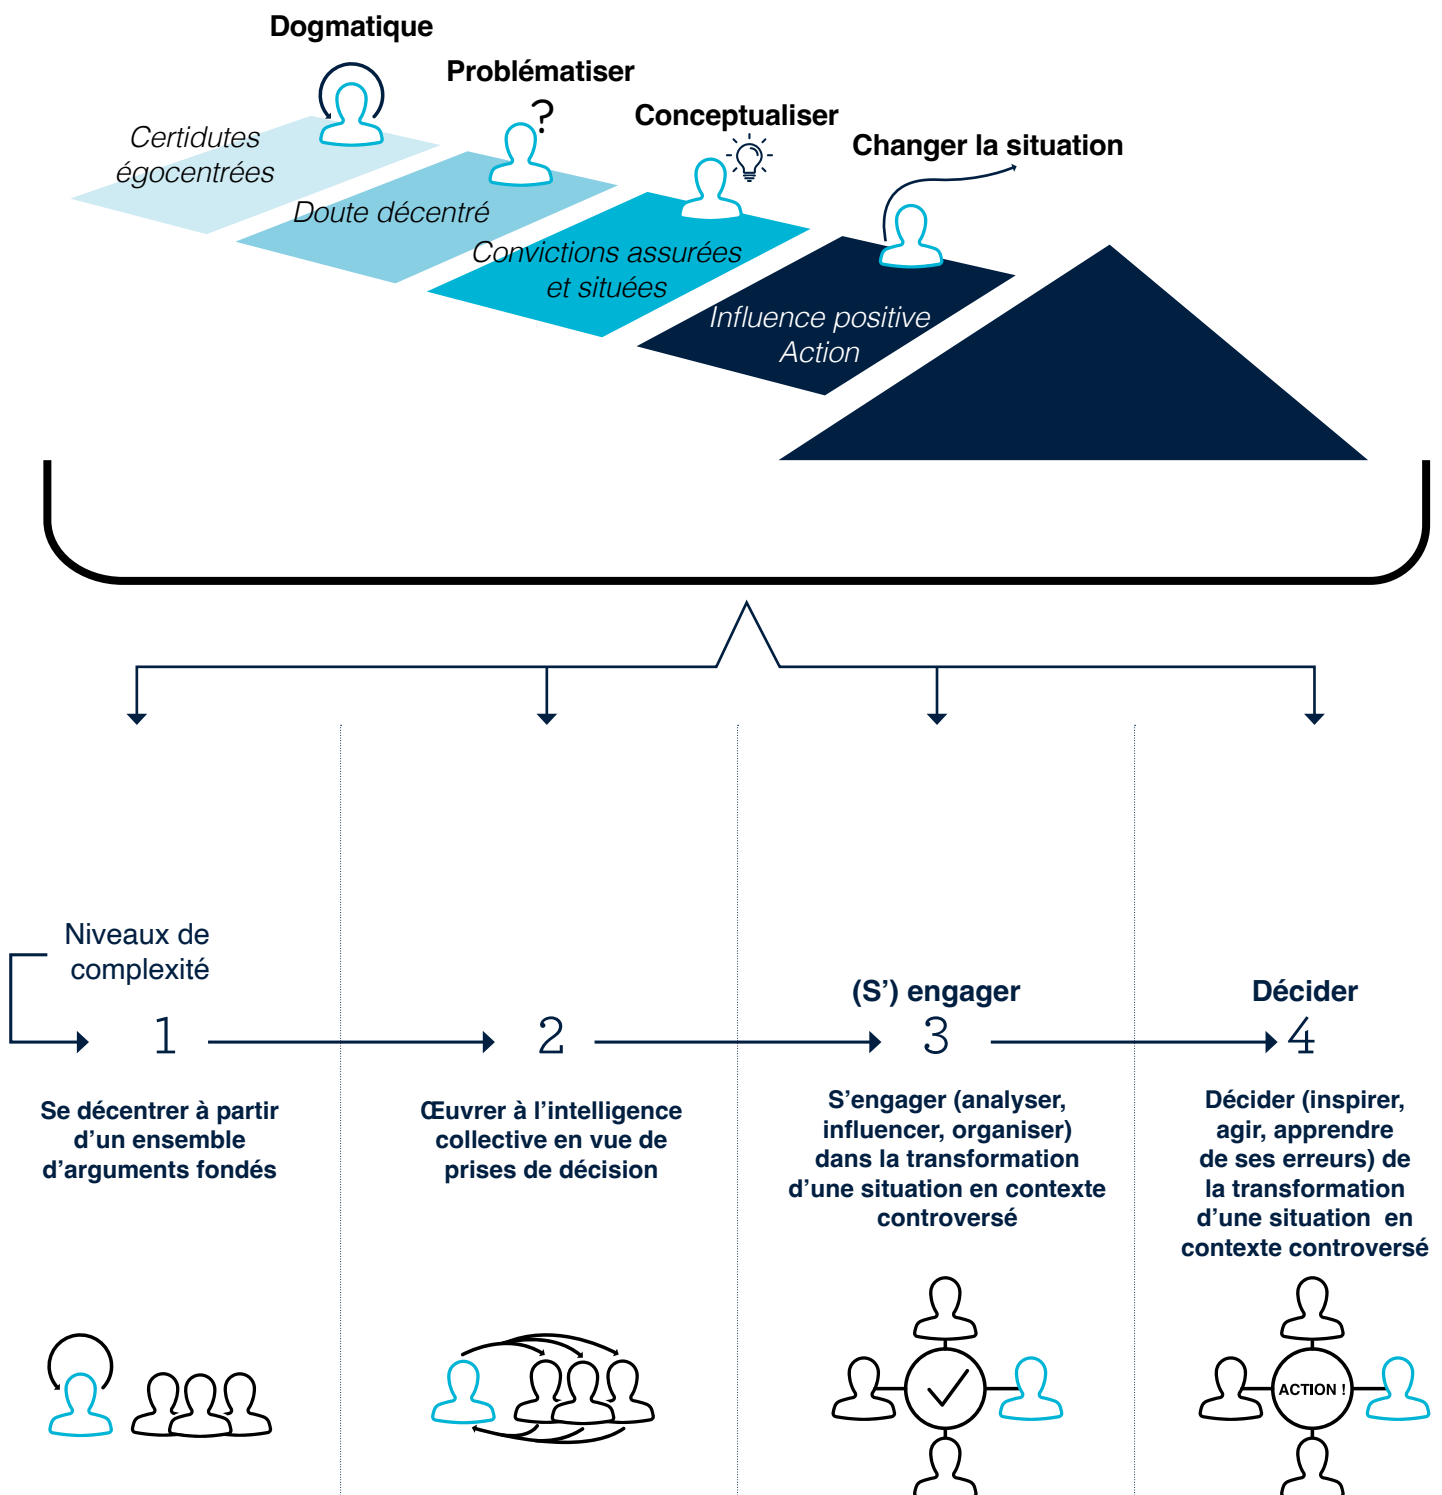 Dogmatique
Problématiser
?
Conceptualiser
Changer la situation
Certidutes
égocentrées
Doute décentré
Convictions assurées
et situées
Influence positive
Action
Niveaux de
complexité
(S’) engager
Décider
1
2
3
4
Se décentrer à partir
d’un ensemble
d’arguments fondés
Œuvrer à l’intelligence
collective en vue de
prises de décision
S’engager (analyser,
influencer, organiser)
dans la transformation
d’une situation en contexte
controversé
Décider (inspirer,
agir, apprendre
de ses erreurs) de
la transformation
d’une situation en
contexte controversé
ACTION !